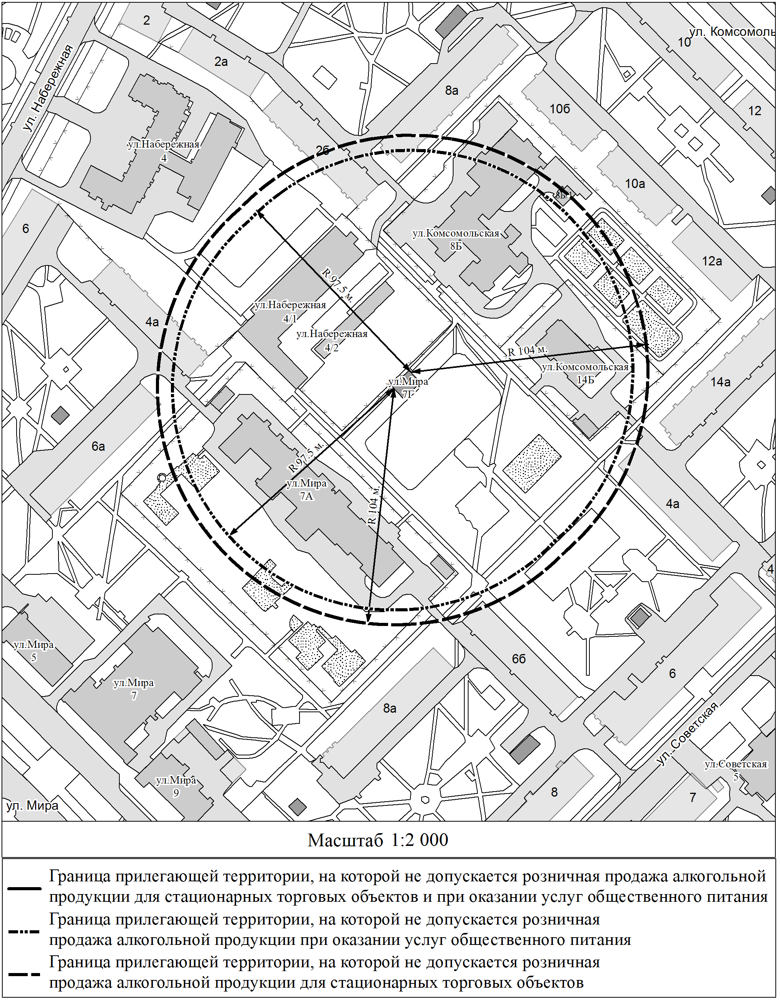 2
ул. Комсомоль
10
2а
ул. Набережная
8а
10б
12
ул.Набережная
4
2б
10а
8Б/1
6
ул.Комсомольская
8Б
12а
R 97.5 м.
ул.Набережная
4/1
4а
ул.Набережная
4/2
R 104 м.
ул.Комсомольская
14Б
ул.Мира
7Г
14а
6а
R 97.5 м.
ул.Мира
7А
R 104 м.
4а
4
ул.Мира
5
6б
6
ул.Мира
7
8а
ул. Советская
ул.Советская
5
ул.Мира
9
8
7
ул. Мира
Масштаб 1:2 000
Граница прилегающей территории, на которой не допускается розничная продажа алкогольной
продукции для стационарных торговых объектов и при оказании услуг общественного питания
Граница прилегающей территории, на которой не допускается розничная
продажа алкогольной продукции при оказании услуг общественного питания
Граница прилегающей территории, на которой не допускается розничная
продажа алкогольной продукции для стационарных торговых объектов